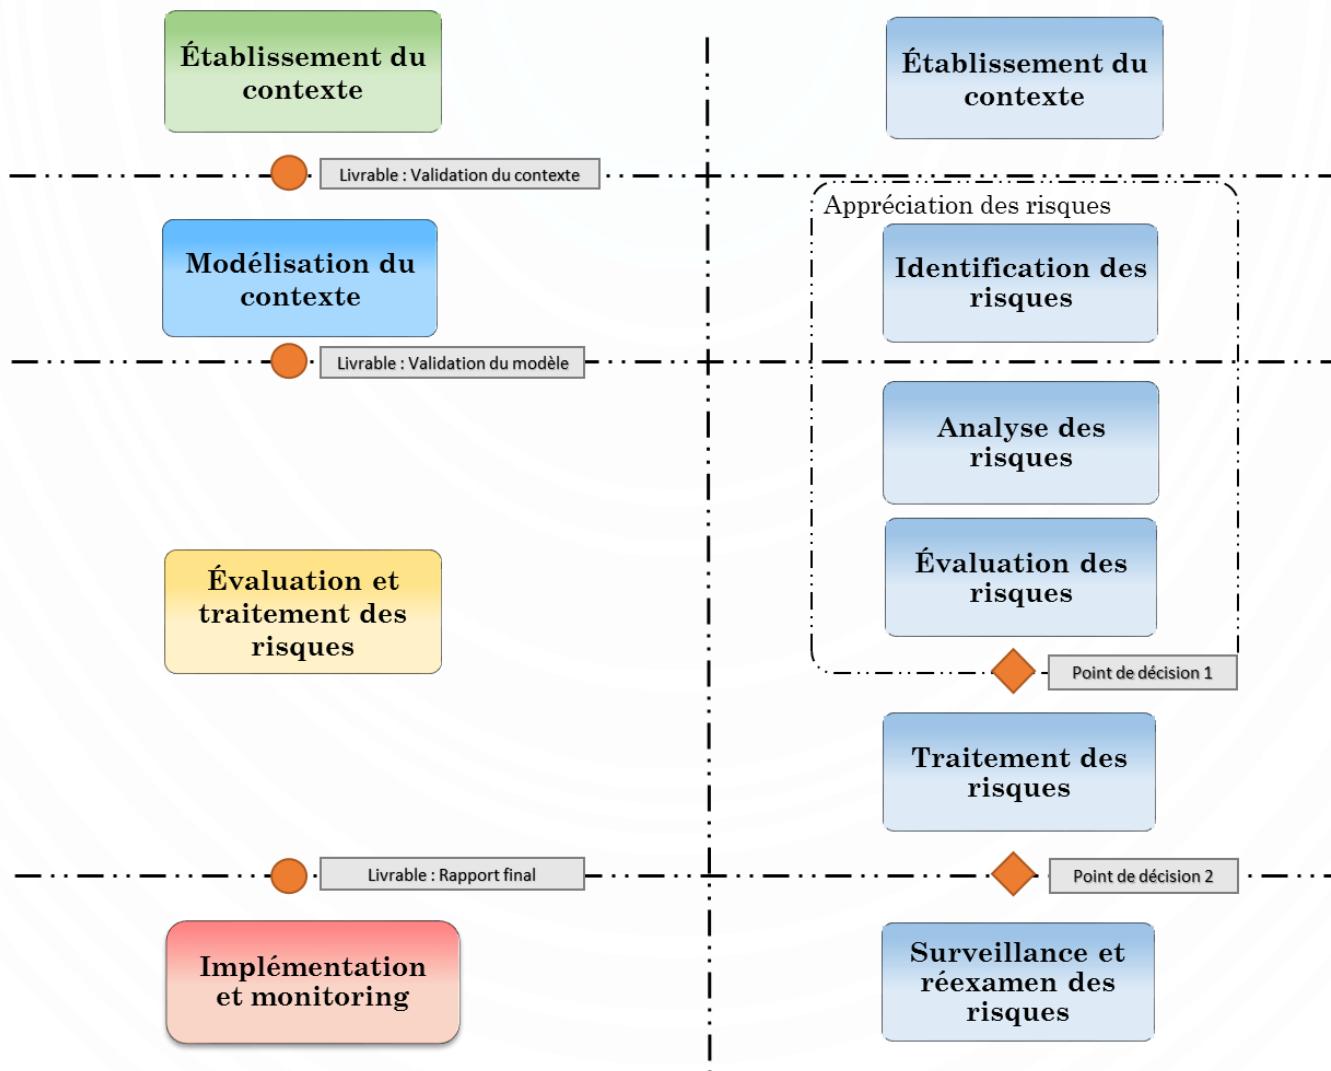 Établissement du
contexte
Établissement du
contexte
Livrable : Validation du contexte
Appréciation des risques
Modélisation du
contexte
Identification des
risques
Livrable : Validation du modèle
Analyse des
risques
Évaluation et
traitement des
risques
Évaluation des
risques
Point de décision 1
Traitement des
risques
Livrable : Rapport final
Point de décision 2
Implémentation
et monitoring
Surveillance et
réexamen des
risques